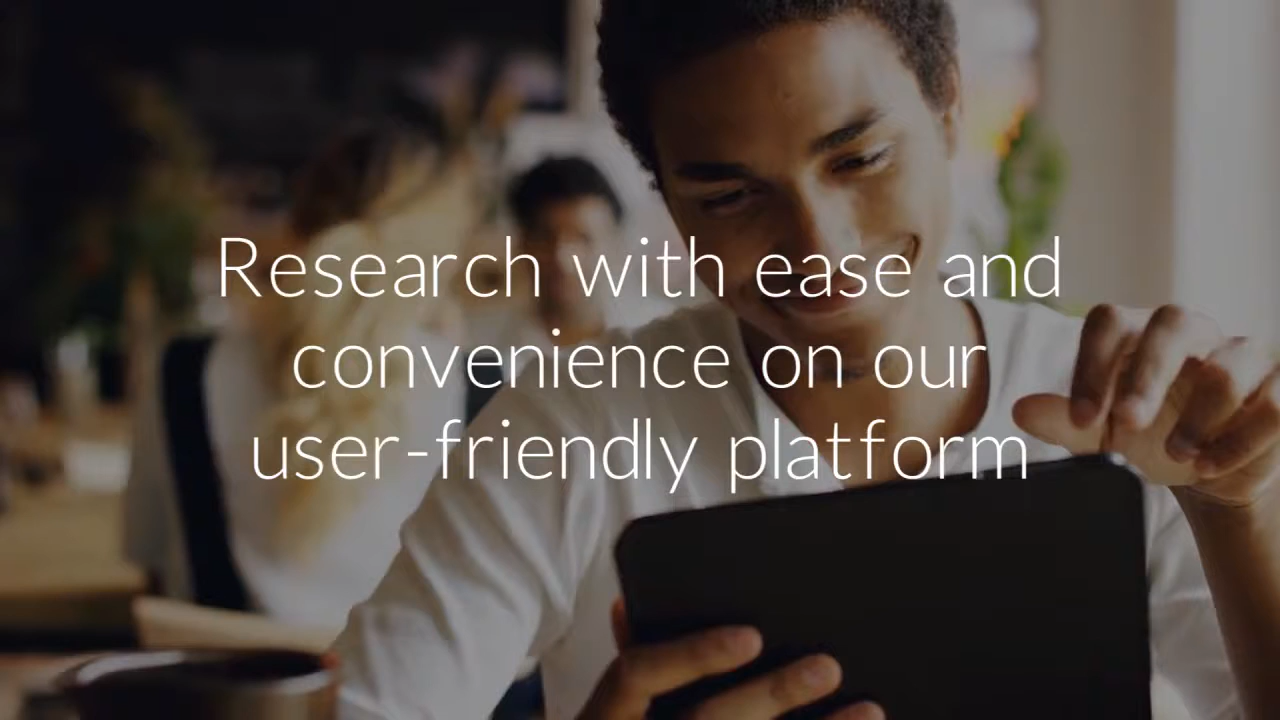 Research with ease and
convenience on our
user-friendly platform